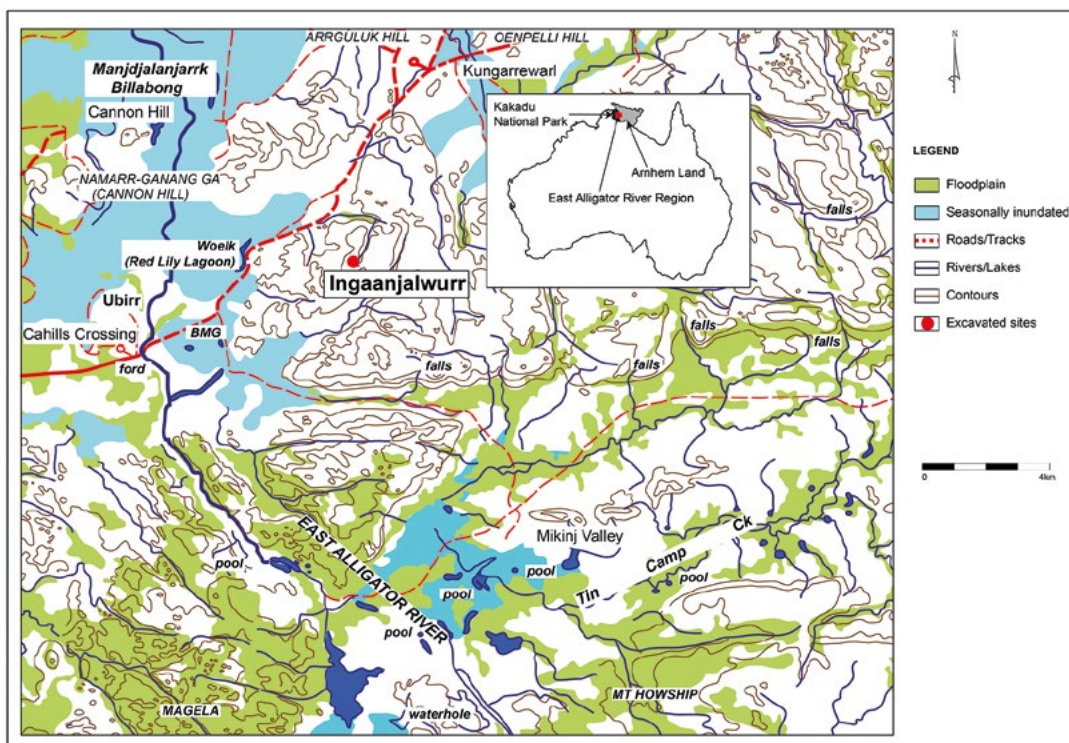 ARRGULUK HILL
OENPELLI HILL
Manjdjalanjarrk
Billabong
Kungarrewarl
Cannon Hill
NAMARR-GANANG GA
(CANNON HILL)
Woelk
(Red Lily Lagoon)
Ingaanjalwurr
Ubirr
Cahills Crossing
BMG
ford
falls
falls
falls
falls
falls
EAST ALLIGATOR RIVER
Mikinj Valley
Tin Camp Ck
pool
pool
pool
pool
pool
MAGELA
waterhole
MT HOWSHIP
Kakadu
National Park
Arnhem Land
East Alligator River Region
N
LEGEND
Floodplain
Seasonally inundated
Roads/Tracks
Rivers/Lakes
Contours
Excavated sites
0
4km